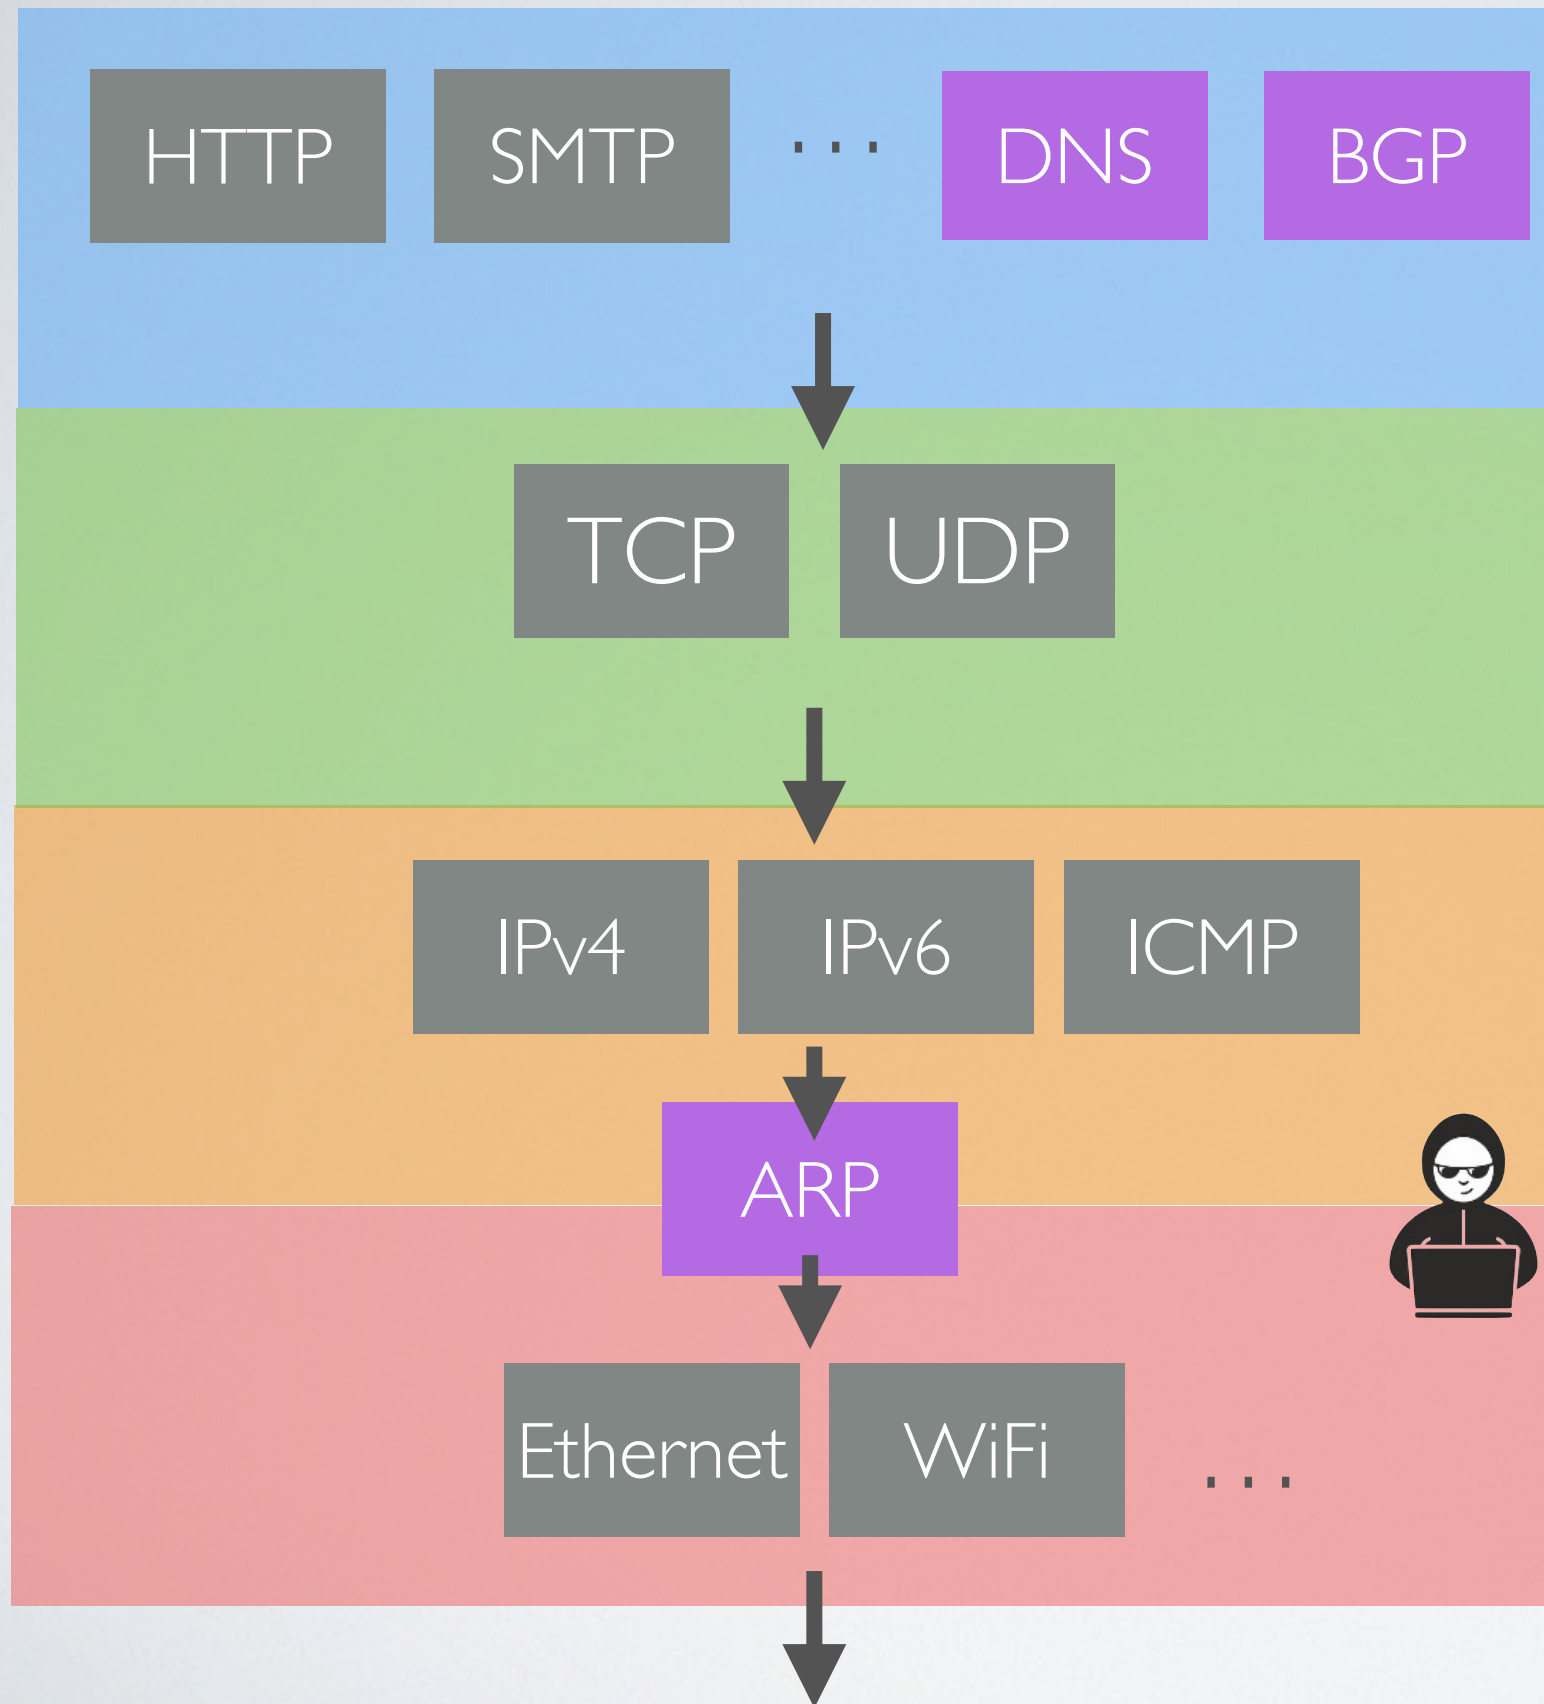 HTTP SMTP ... DNS BGP
TCP UDP
IPv4 IPv6 ICMP
ARP
Ethernet WiFi ...